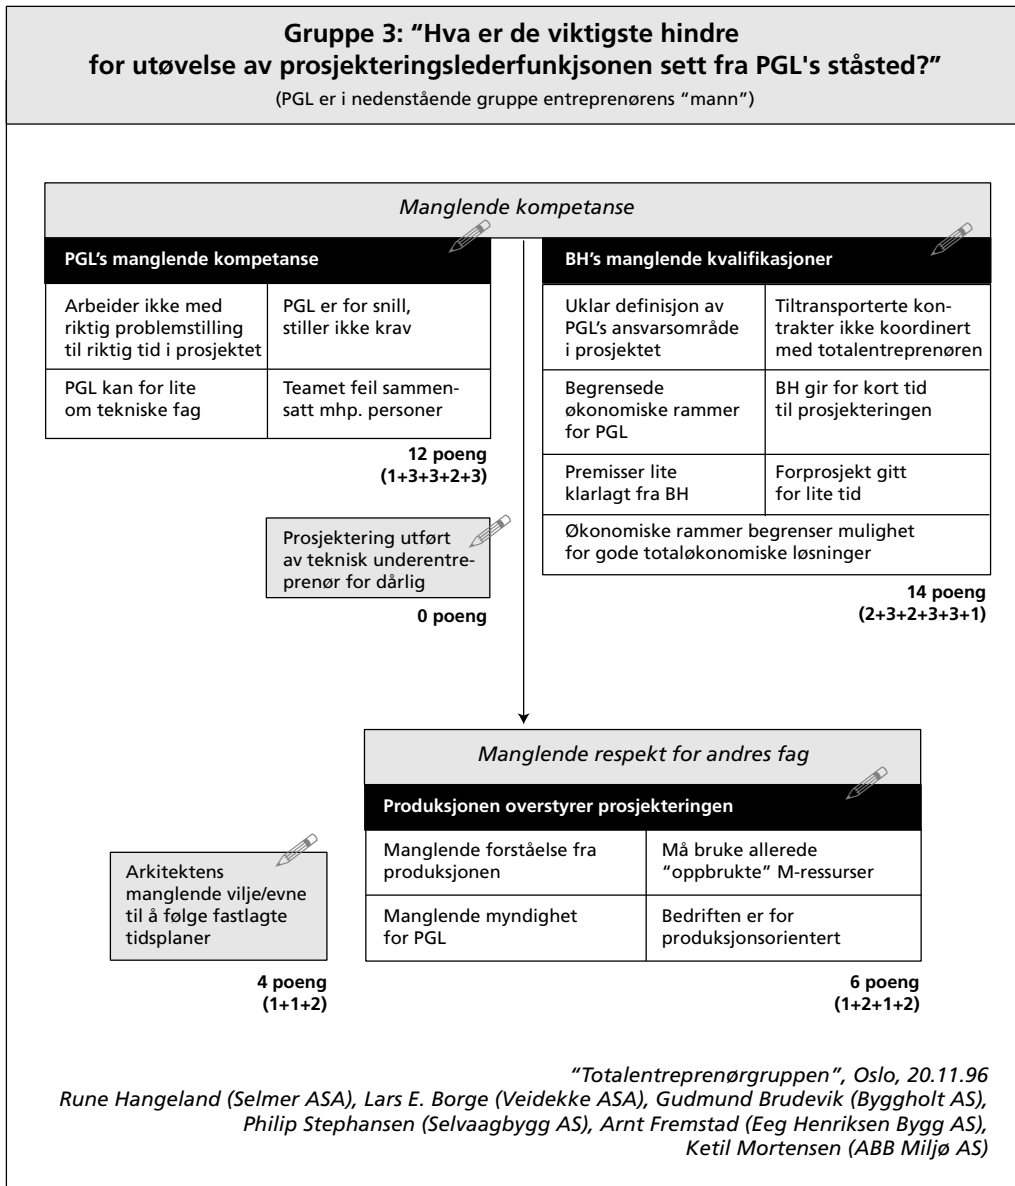 Gruppe 3: “Hva er de viktigste hindre
for utøvelse av prosjekteringslederfunkjsonen sett fra PGL's ståsted?”
(PGL er i nedenstående gruppe entreprenørens “mann”)
Manglende kompetanse
PGL’s manglende kompetanse
Arbeider ikke med
riktig problemstilling
til riktig tid i prosjektet
PGL er for snill,
stiller ikke krav
PGL kan for lite
om tekniske fag
Teamet feil sammen-
satt mhp. personer
12 poeng
(1+3+3+2+3)
BH’s manglende kvalifikasjoner
Uklar definisjon av
PGL’s ansvarsområde
i prosjektet
Tiltransporterte kon-
trakter ikke koordinert
med totalentreprenøren
Begrensede
økonomiske rammer
for PGL
BH gir for kort tid
til prosjekteringen
Premisser lite
klarlagt fra BH
Forprosjekt gitt
for lite tid
Økonomiske rammer begrenser mulighet
for gode totaløkonomiske løsninger
14 poeng
(2+3+2+3+3+1)
Prosjektering utført
av teknisk underentre-
prenør for dårlig
0 poeng
Manglende respekt for andres fag
Produksjonen overstyrer prosjekteringen
Manglende forståelse fra
produksjonen
Må bruke allerede
“oppbrukte” M-ressurser
Manglende myndighet
for PGL
Bedriften er for
produksjonsorientert
6 poeng
(1+2+1+2)
Arkitektens
manglende vilje/evne
til å følge fastlagte
tidsplaner
4 poeng
(1+1+2)
“Totalentreprenørgruppen”, Oslo, 20.11.96
Rune Hangeland (Selmer ASA), Lars E. Borge (Veidekke ASA), Gudmund Brudevik (Byggholt AS),
Philip Stephansen (Selvaagbygg AS), Arnt Fremstad (Eeg Henriksen Bygg AS),
Ketil Mortensen (ABB Miljø AS)